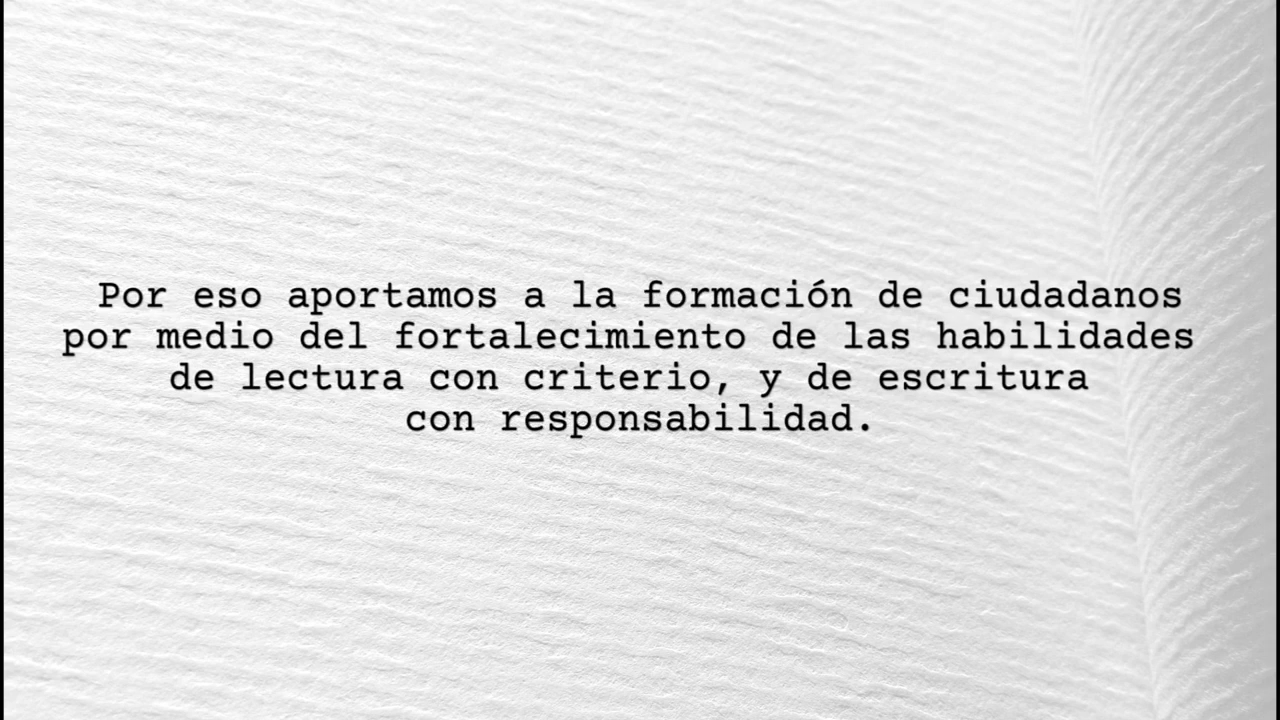 Por eso aportamos a la formación de ciudadanos
por medio del fortalecimiento de las habilidades
de lectura con criterio, y de escritura
con responsabilidad.